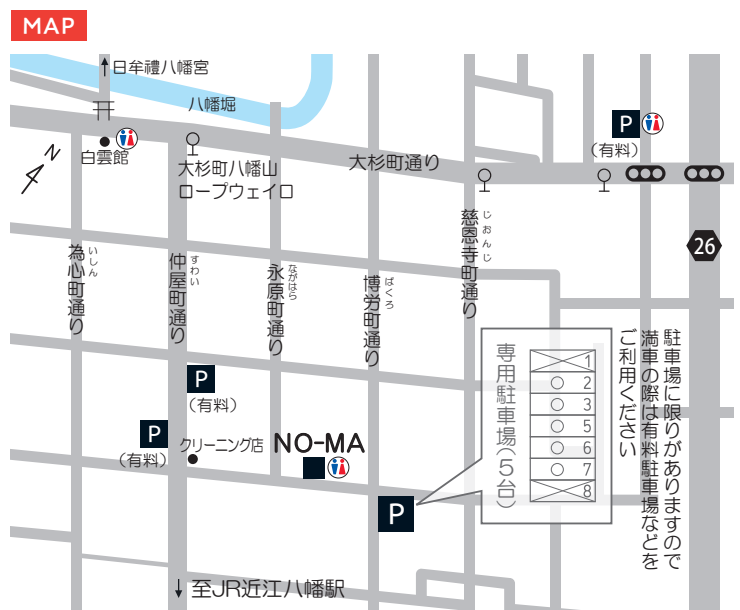 MAP
↑日牟禮八幡宮
八幡堀
P
(有料)
白雲館
大杉町八幡山
ロープウェイ口
大杉町通り
N
26
為心町通り
いしん
仲屋町通り
すわい
永原町通り
ながはら
博労町通り
ばくろ
慈恩寺町通り
じおんじ
P
(有料)
P
(有料)
クリーニング店
NO-MA
P
専用駐車場(5台)
1
2
3
5
6
7
8
駐車場に限りがありますので
満車の際は有料駐車場などを
ご利用ください
↓至JR近江八幡駅